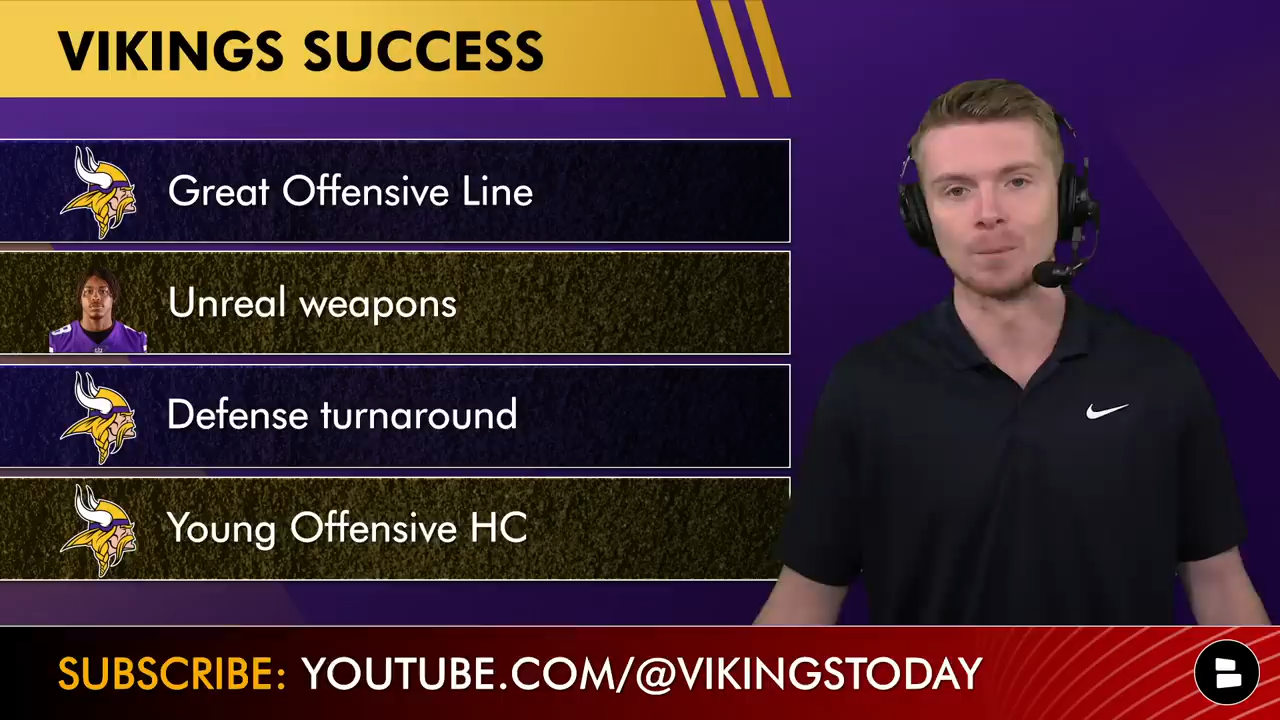 VIKINGS SUCCESS
Great Offensive Line
Unreal weapons
Defense turnaround
Young Offensive HC
SUBSCRIBE: YOUTUBE.COM/@VIKINGSTODAY